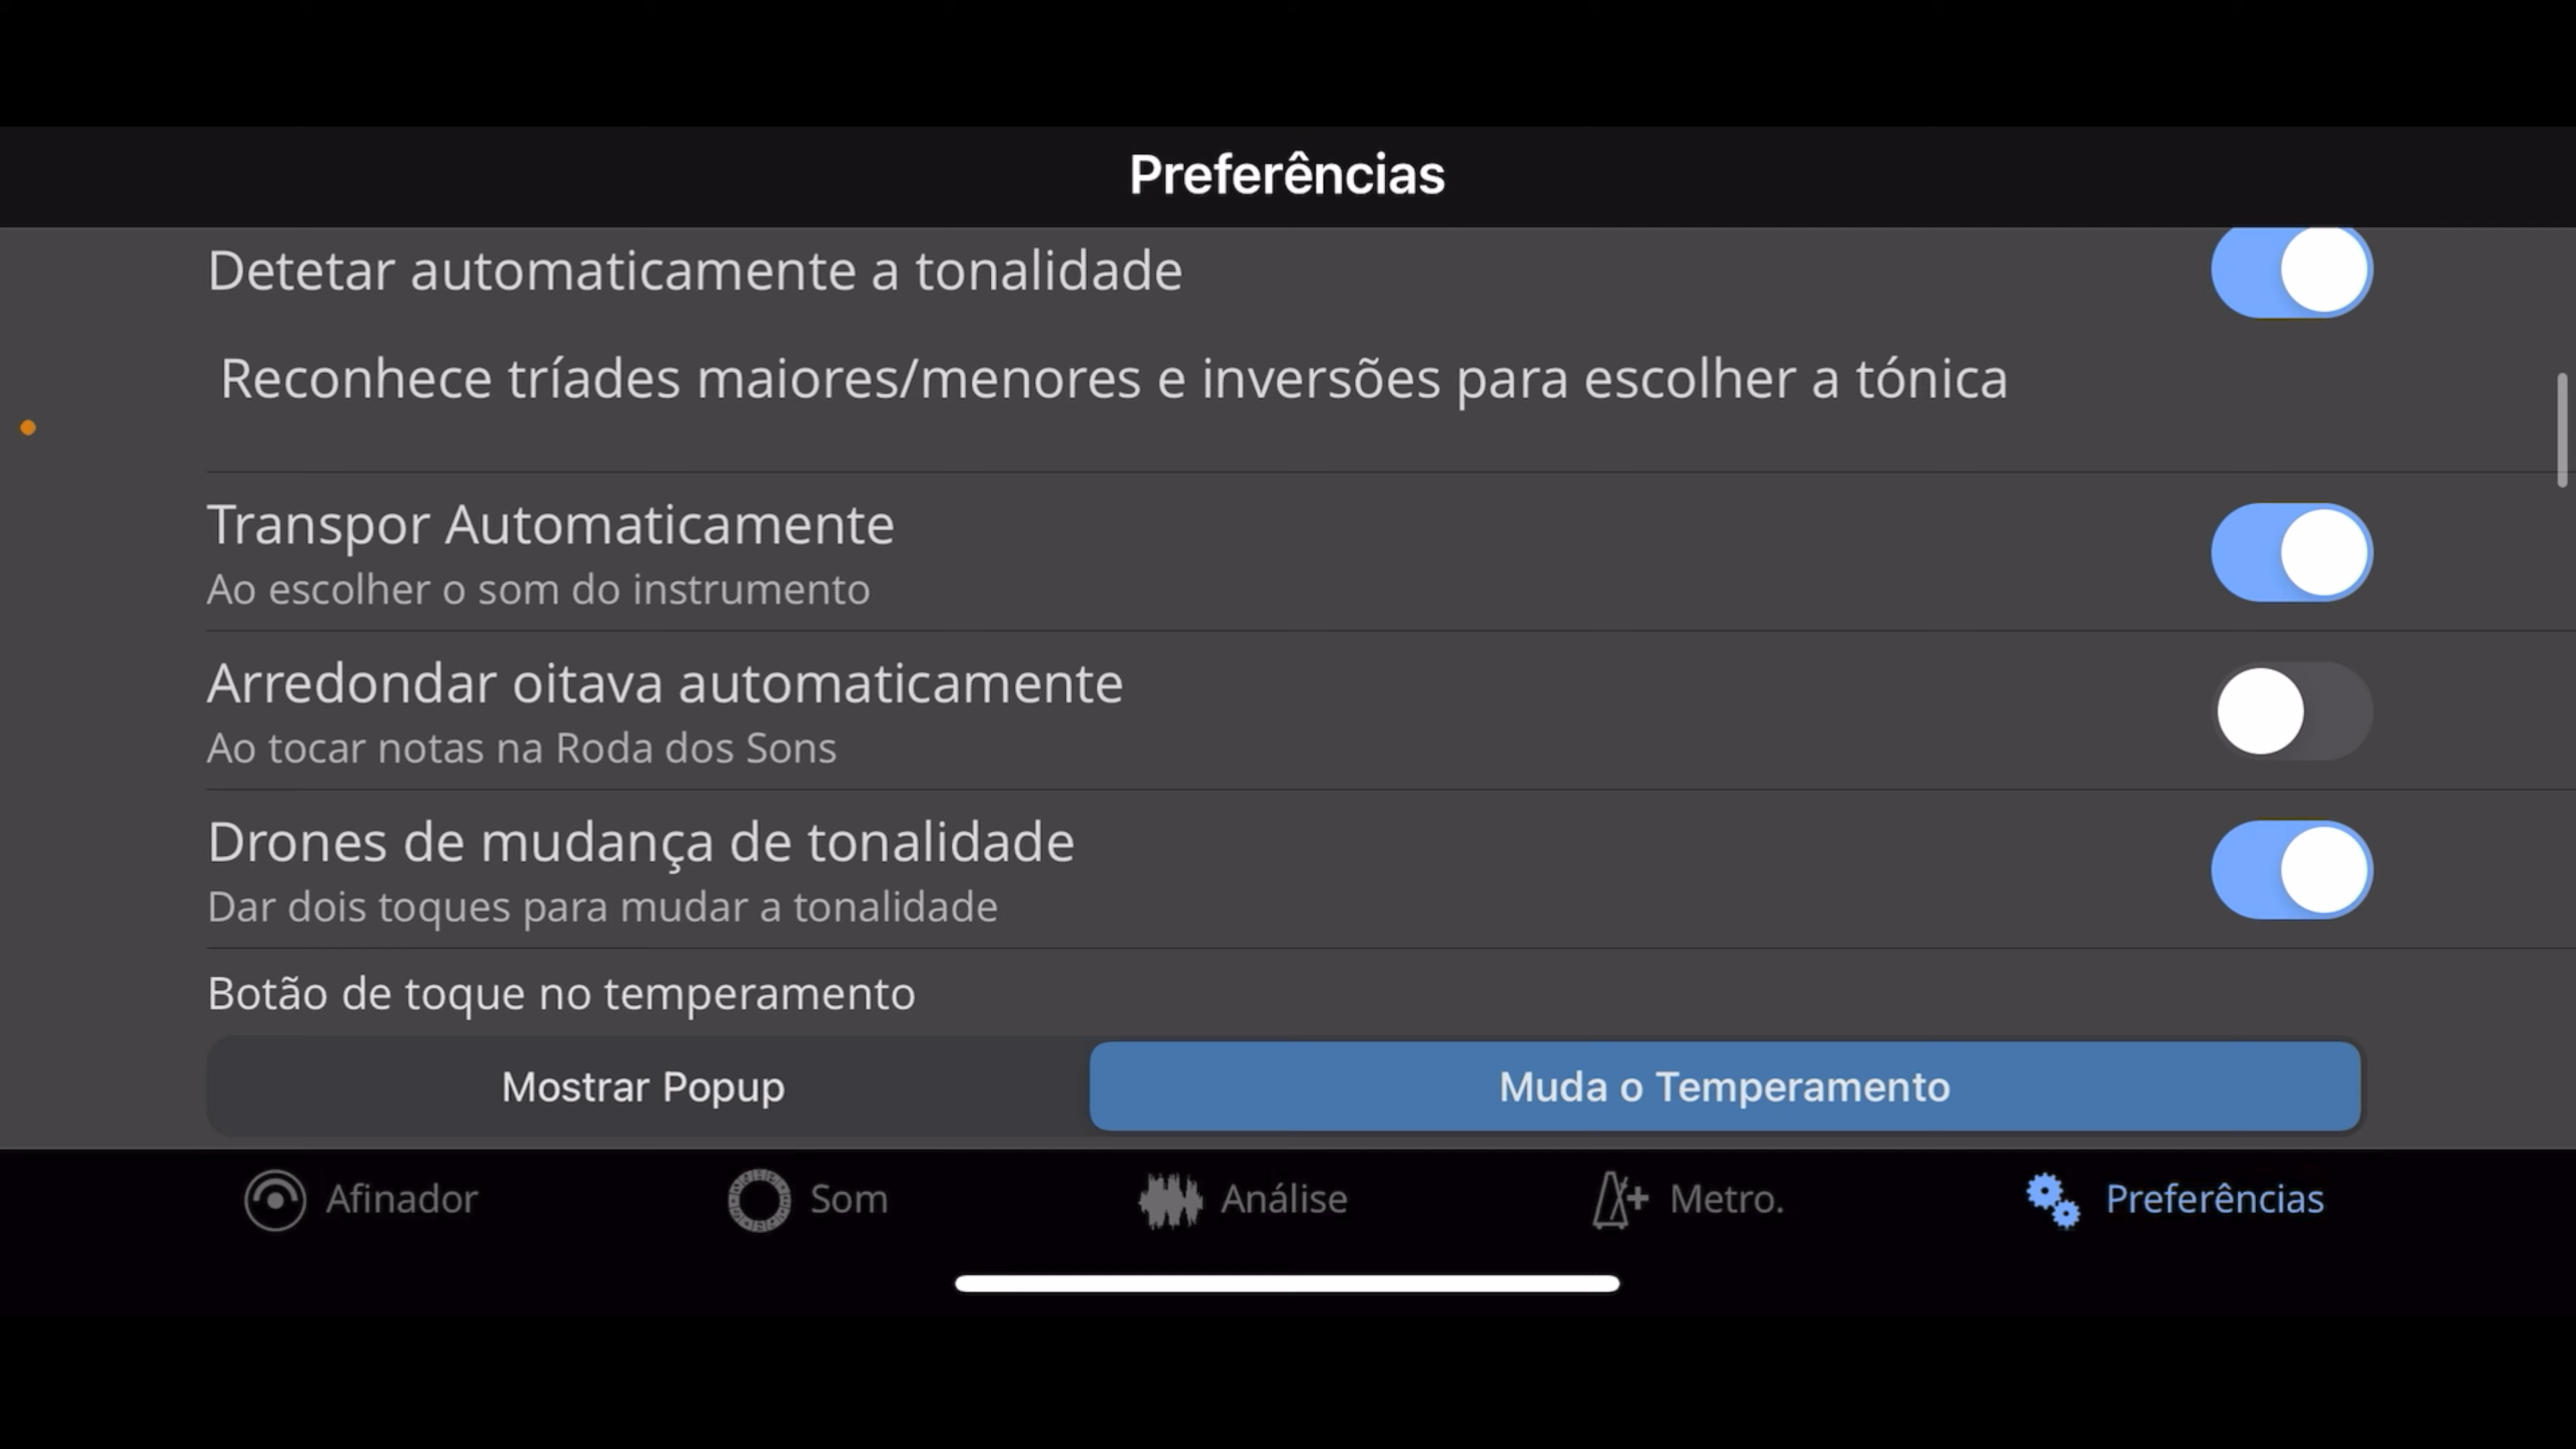 Preferências
Detetar automaticamente a tonalidade
Reconhece tríades maiores/menores e inversões para escolher a tónica
Transpor Automaticamente
Ao escolher o som do instrumento
Arredondar oitava automaticamente
Ao tocar notas na Roda dos Sons
Drones de mudança de tonalidade
Dar dois toques para mudar a tonalidade
Botão de toque no temperamento
Mostrar Popup Muda o Temperamento
Afinador Som Análise Metro. Preferências